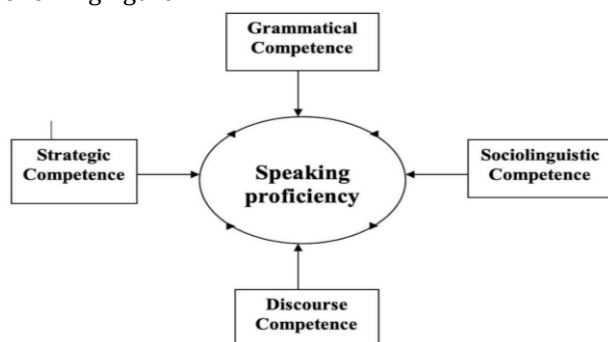 Grammatical
Competence
Strategic
Competence
Speaking
proficiency
Sociolinguistic
Competence
Discourse
Competence